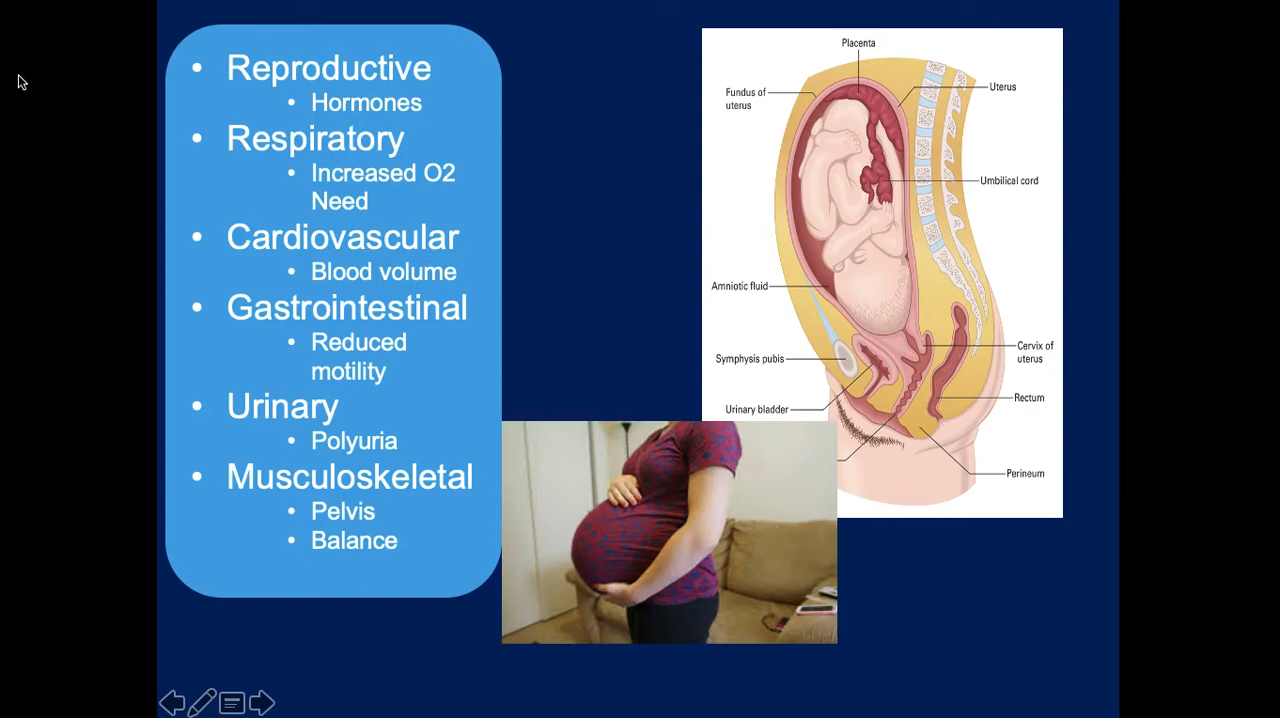 Reproductive
Hormones
Respiratory
Increased O2
Need
Cardiovascular
Blood volume
Gastrointestinal
Reduced
motility
Urinary
Polyuria
Musculoskeletal
Pelvis
Balance
Placenta
Fundus of
uterus
Uterus
Umbilical cord
Amniotic fluid
Symphysis pubis
Cervix of
uterus
Urinary bladder
Rectum
Perineum